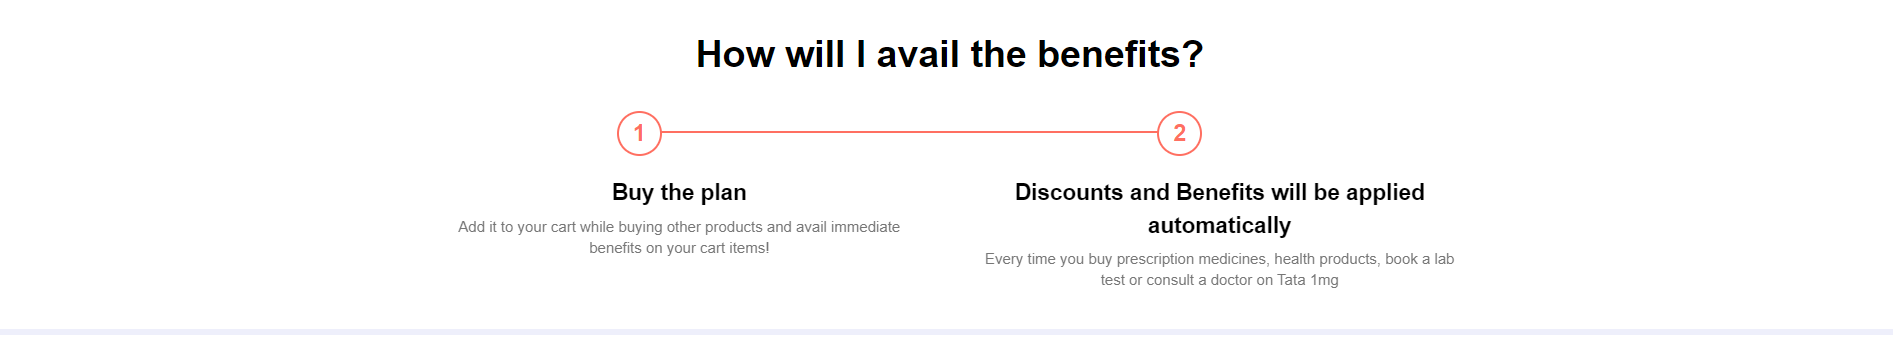 How will I avail the benefits?
1
2
Buy the plan
Add it to your cart while buying other products and avail immediate
benefits on your cart items!
Discounts and Benefits will be applied
automatically
Every time you buy prescription medicines, health products, book a lab
test or consult a doctor on Tata 1mg